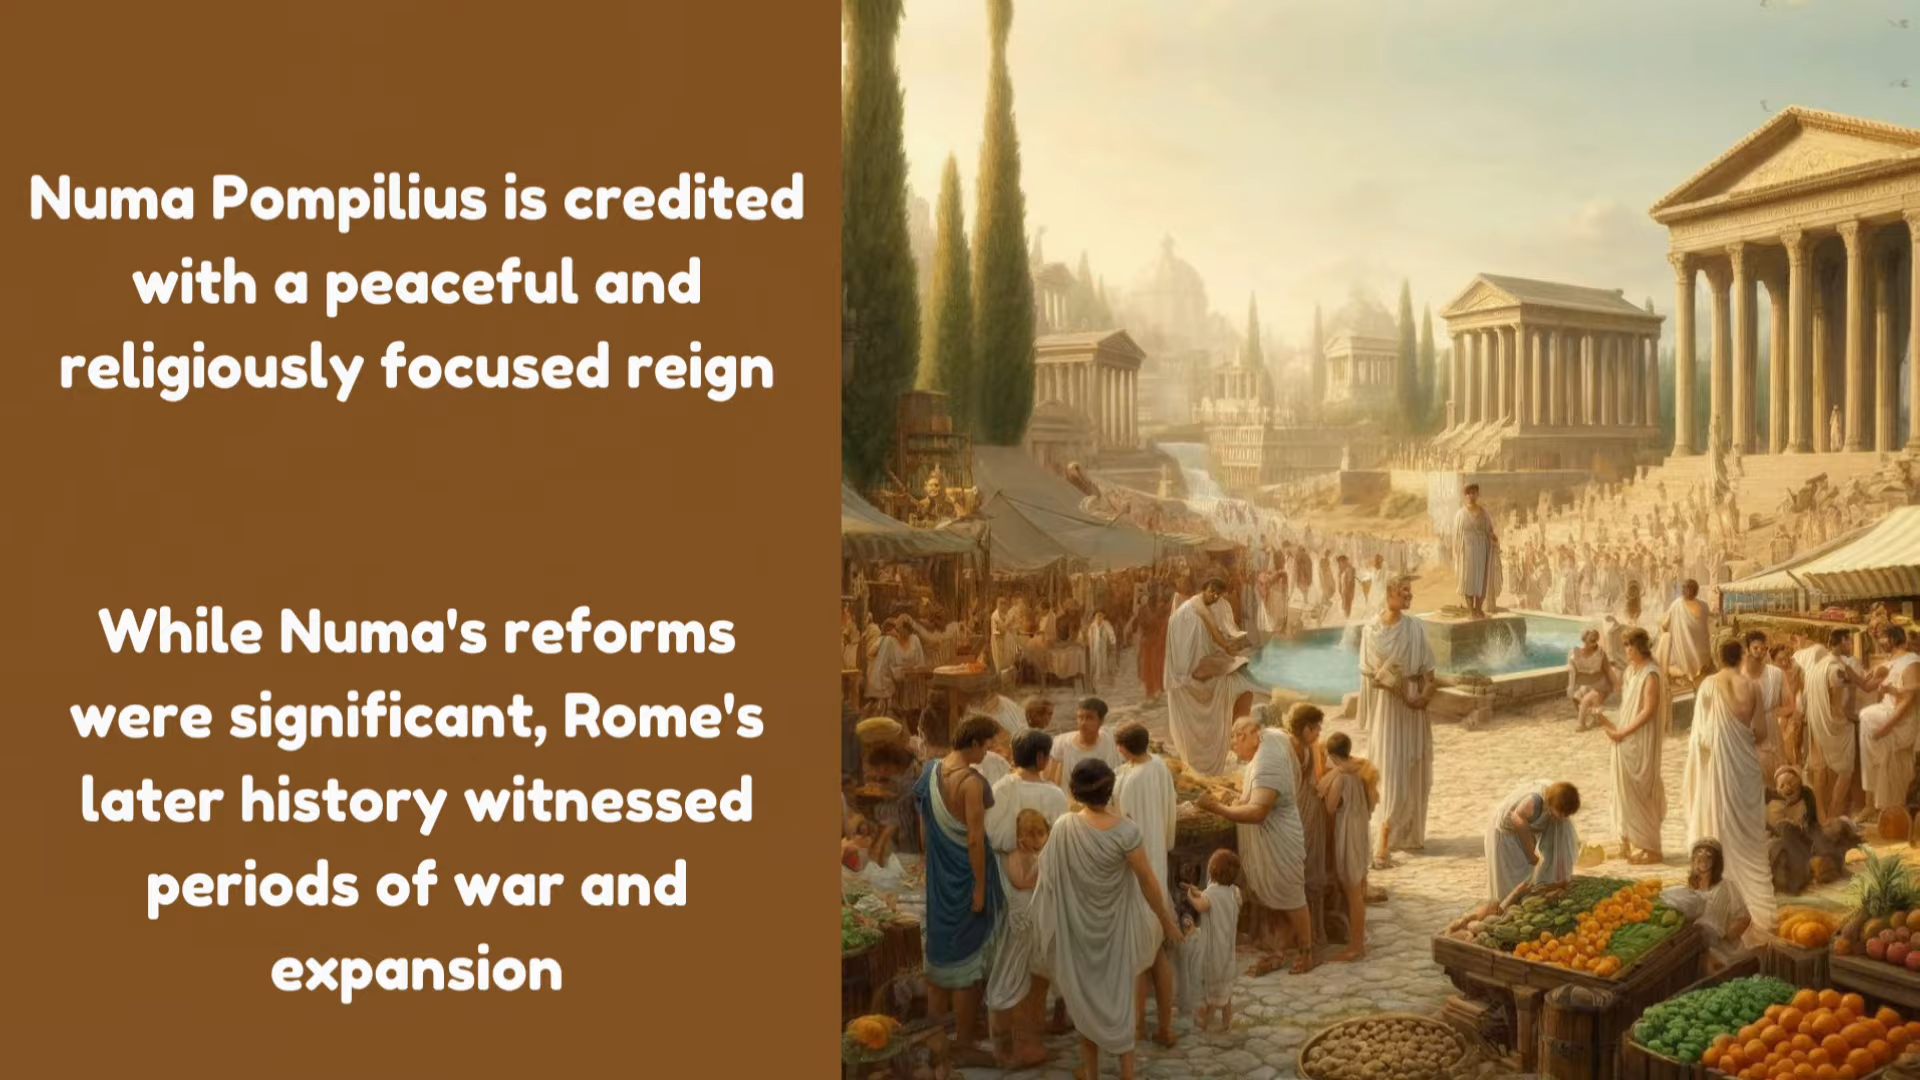 Numa Pompilius is credited
with a peaceful and
religiously focused reign
While Numa's reforms
were significant, Rome's
later history witnessed
periods of war and
expansion